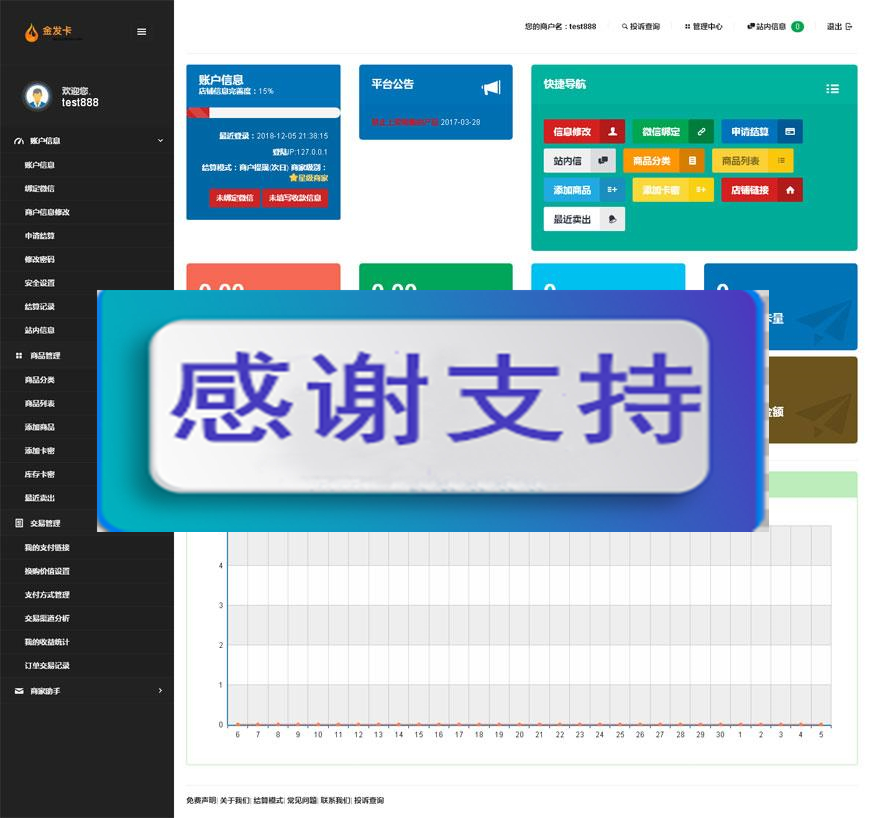 金发卡
您的商户名：test888 投诉查询 管理中心 站内信息 0 退出
欢迎您,
test888
账户信息
账户信息
绑定微信
商户信息修改
申请结算
修改密码
安全设置
结算记录
站内信息
商品管理
商品分类
商品列表
添加商品
添加卡密
库存卡密
最近卖出
交易管理
我的支付链接
换购价值设置
支付方式管理
交易渠道分析
我的收益统计
订单交易记录
商家助手
账户信息
店铺信息完善度：15%
最近登录：2018-12-05 21:38:15
登陆IP:127.0.0.1
结算模式：商户提现(次日) 商家级别：
星级商家
未绑定微信 未填写收款信息
平台公告
2017-03-28
快捷导航
信息修改 微信绑定 申请结算
站内信 商品分类 商品列表
添加商品 添加卡密 店铺链接
最近卖出
感谢支持
4
3
2
1
0
6 7 8 9 10 11 12 13 14 15 16 17 18 19 20 21 22 23 24 25 26 27 28 29 30 1 2 3 4 5
免费声明| 关于我们| 结算模式| 常见问题| 联系我们| 投诉查询